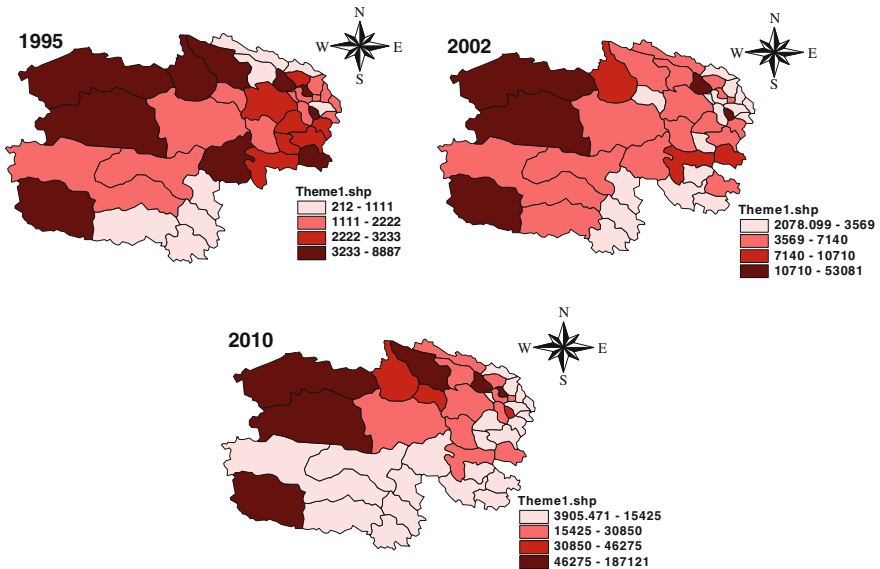 1995
N
W E
S
Theme1.shp
212 - 1111
1111 - 2222
2222 - 3233
3233 - 8887
2002
N
W E
S
Theme1.shp
2078.099 - 3569
3569 - 7140
7140 - 10710
10710 - 53081
2010
N
W E
S
Theme1.shp
3905.471 - 15425
15425 - 30850
30850 - 46275
46275 - 187121